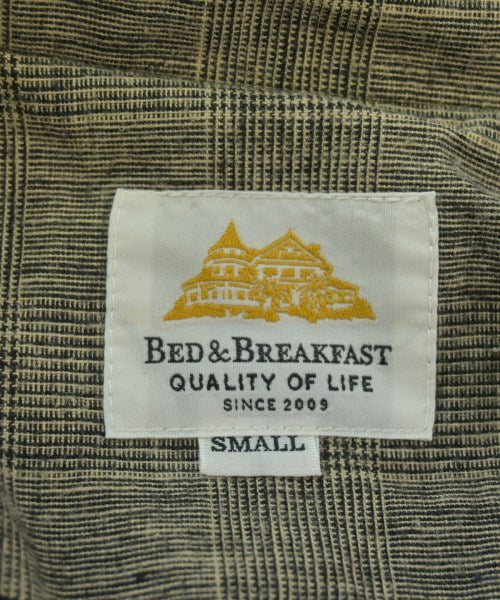 BED & BREAKFAST
QUALITY OF LIFE
SINCE 2009
SMALL